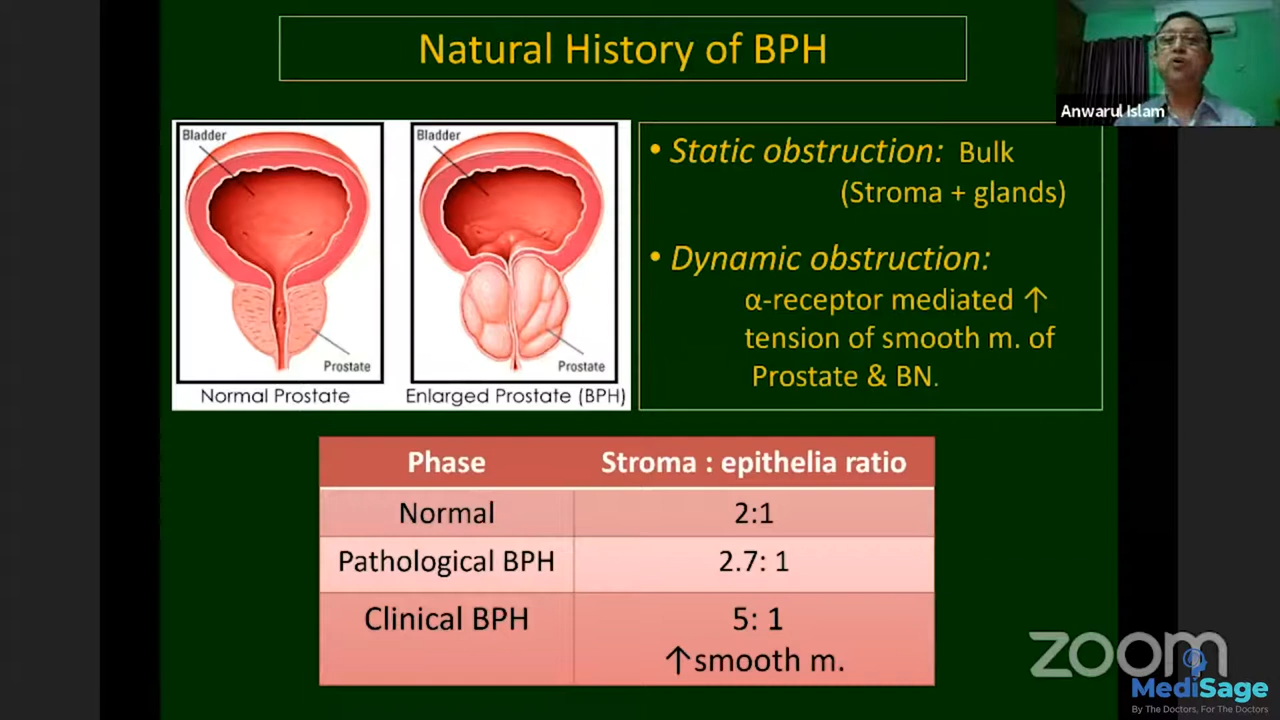 Natural History of BPH
Anwarul Islam
Bladder
Prostate
Normal Prostate
Bladder
Prostate
Enlarged Prostate (BPH)
• Static obstruction: Bulk
(Stroma + glands)
• Dynamic obstruction:
α-receptor mediated ↑
tension of smooth m. of
Prostate & BN.
Phase Stroma : epithelia ratio
Normal 2:1
Pathological BPH 2.7: 1
Clinical BPH 5: 1
↑smooth m.
zoom
MediSage
By The Doctors, For The Doctors